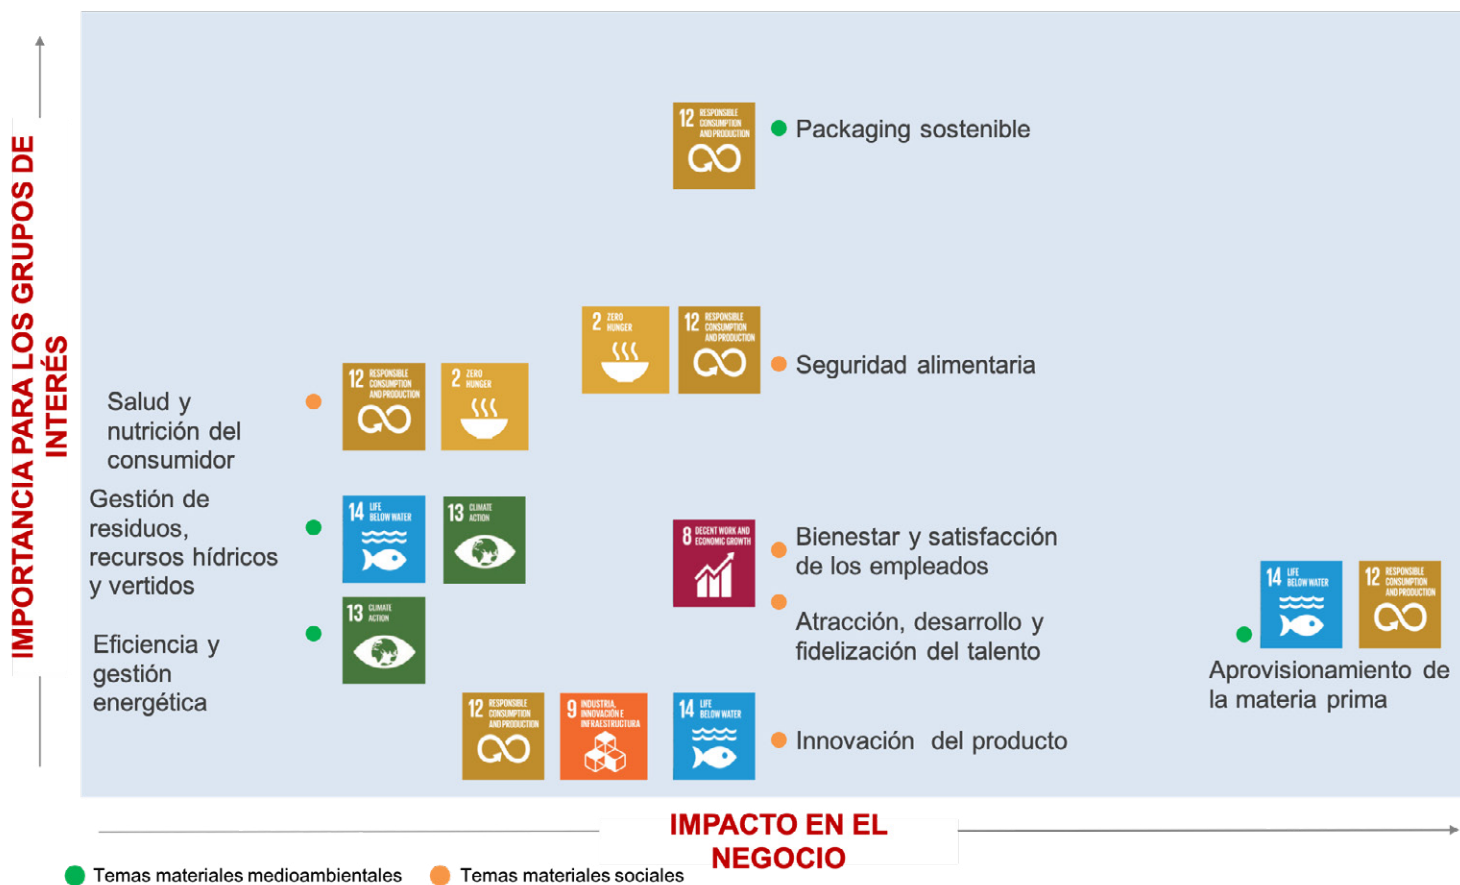 IMPORTANCIA PARA LOS GRUPOS DE
INTERÉS
12 RESPONSIBLE
CONSUMPTION
AND PRODUCTION
Packaging sostenible
2 ZERO
HUNGER
12 RESPONSIBLE
CONSUMPTION
AND PRODUCTION
Seguridad alimentaria
Salud y
nutrición del
consumidor
12 RESPONSIBLE
CONSUMPTION
AND PRODUCTION
2 ZERO
HUNGER
Gestión de
residuos,
recursos hídricos
y vertidos
14 LIFE
BELOW WATER
13 CLIMATE
ACTION
8 DECENT WORK AND
ECONOMIC GROWTH
Bienestar y satisfacción
de los empleados
Atracción, desarrollo y
fidelización del talento
14 LIFE
BELOW WATER
12 RESPONSIBLE
CONSUMPTION
AND PRODUCTION
Aprovisionamiento de
la materia prima
Eficiencia y
gestión
energética
13 CLIMATE
ACTION
12 RESPONSIBLE
CONSUMPTION
AND PRODUCTION
9 INDUSTRIA,
INNOVACIÓN E
INFRAESTRUCTURA
14 LIFE
BELOW WATER
Innovación del producto
IMPACTO EN EL
NEGOCIO
Temas materiales medioambientales
Temas materiales sociales